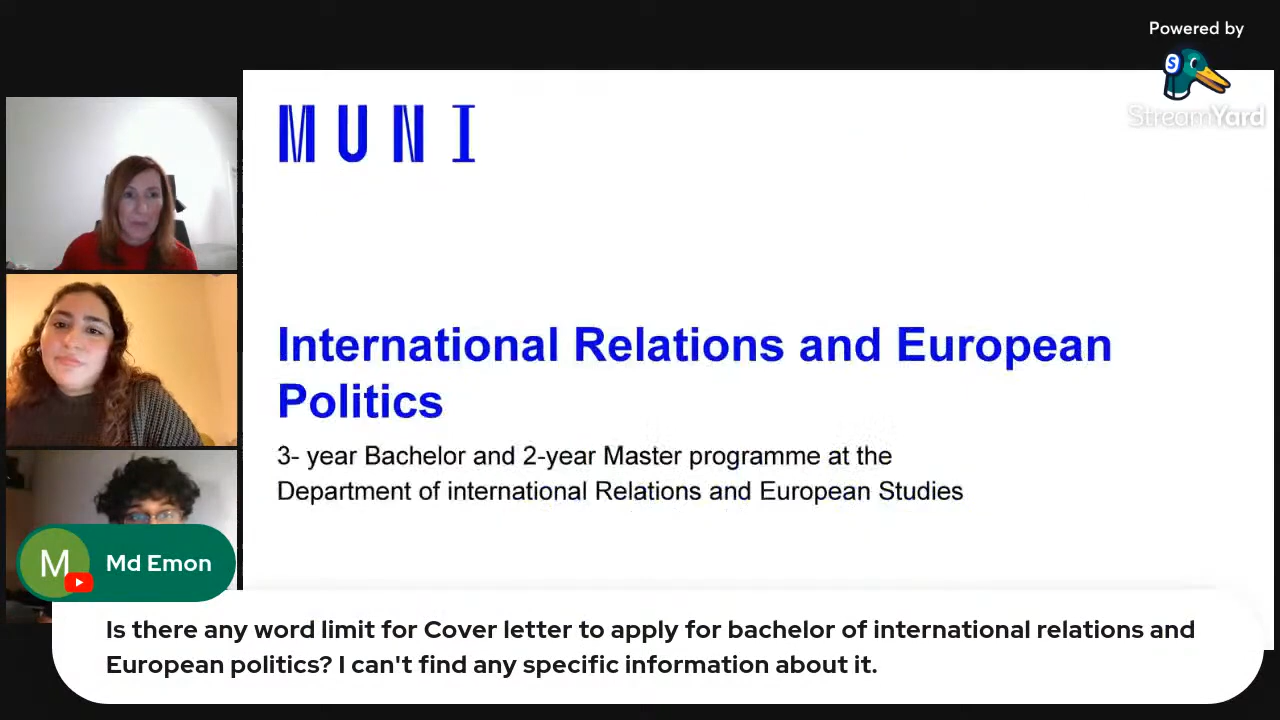 Powered by
S
StreamYard
MUNI
International Relations and European
Politics
3- year Bachelor and 2-year Master programme at the
Department of international Relations and European Studies
M
Md Emon
Is there any word limit for Cover letter to apply for bachelor of international relations and
European politics? I can't find any specific information about it.